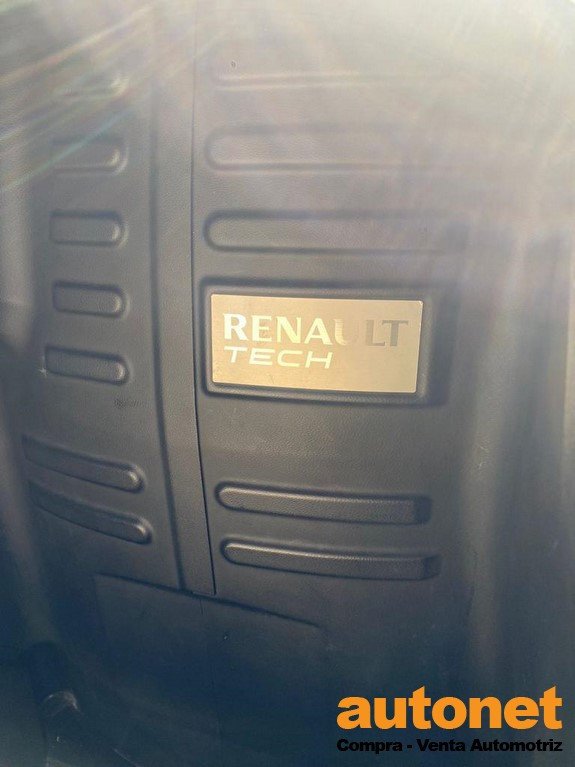 RENAULT
TECH
autonet
Compra - Venta Automotriz